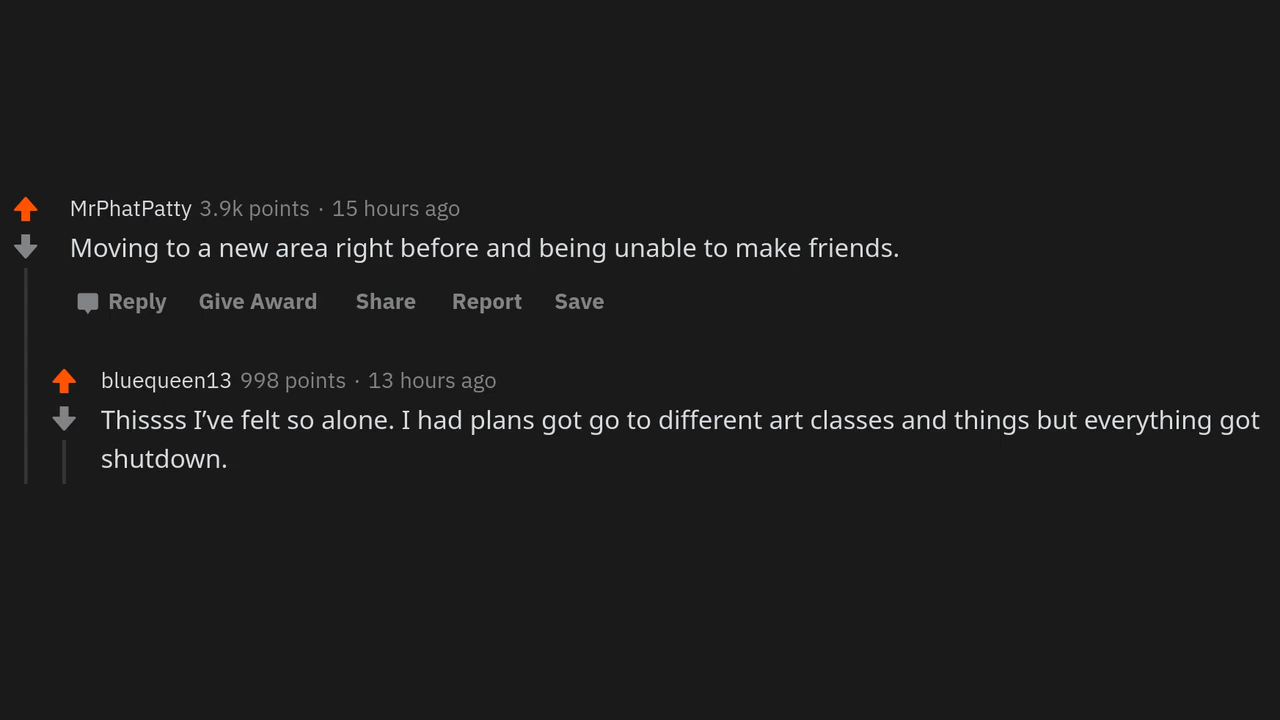 MrPhatPatty 3.9k points · 15 hours ago
Moving to a new area right before and being unable to make friends.
Reply Give Award Share Report Save
bluequeen13 998 points · 13 hours ago
Thissss I’ve felt so alone. I had plans got go to different art classes and things but everything got
shutdown.